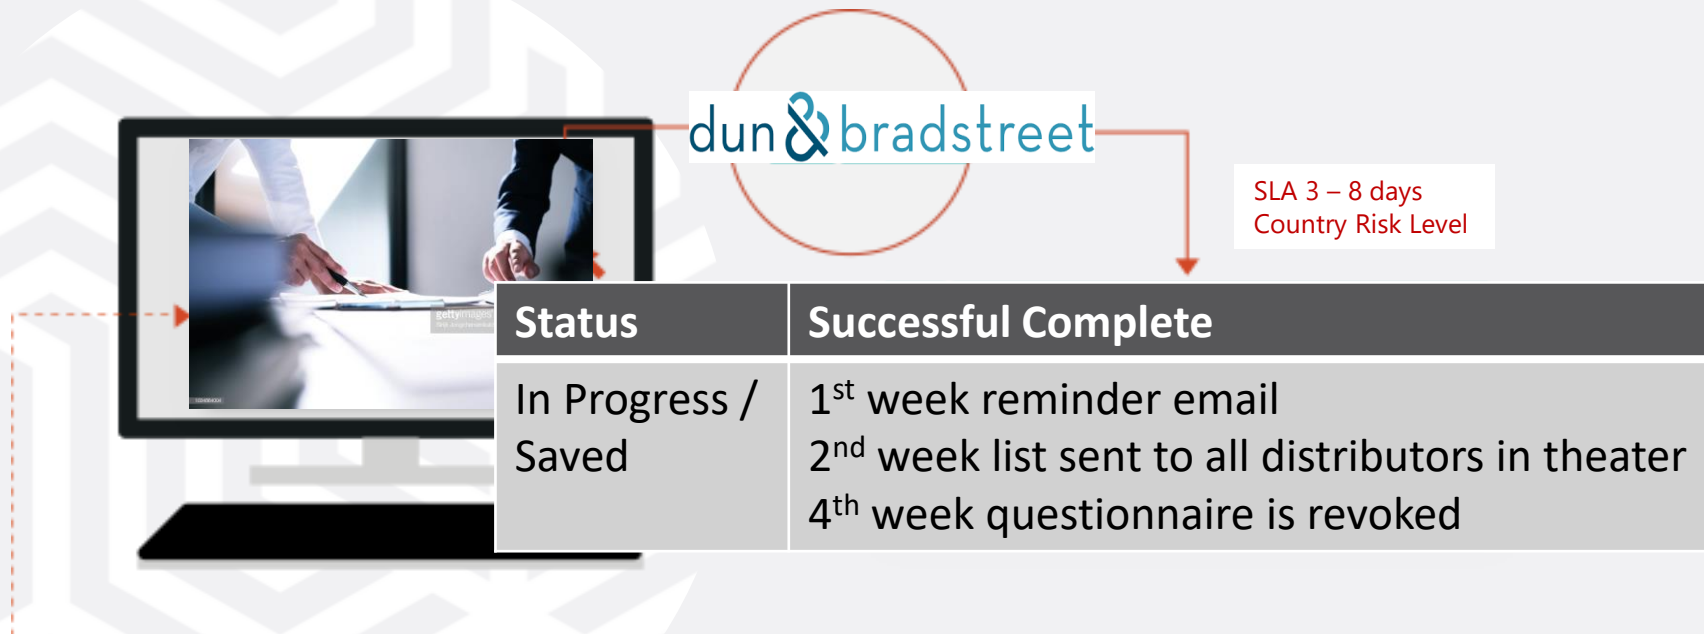 dun & bradstreet
SLA 3 – 8 days
Country Risk Level
gettyimages
Status
Successful Complete
In Progress /
Saved
1st week reminder email
2nd week list sent to all distributors in theater
4th week questionnaire is revoked